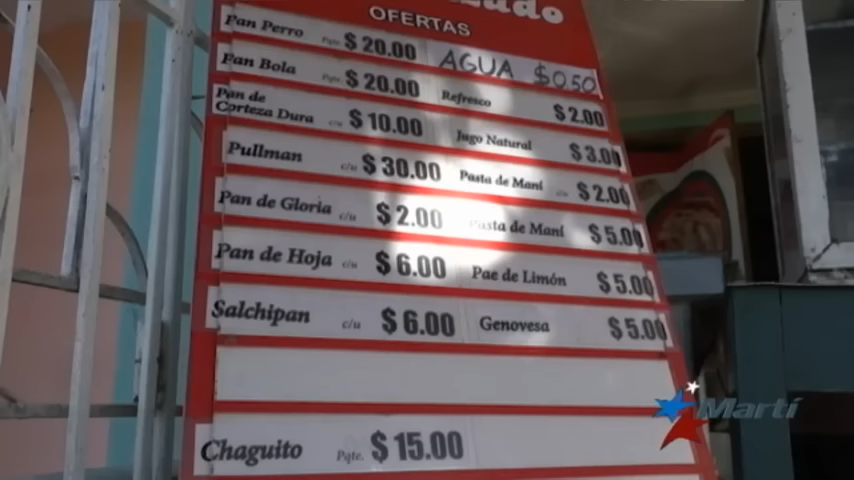 OFERTAS
Pan Perro Pqte. $20.00 AGUA $0.50
Pan Bola Pqte. $20.00 Refresco $2.00
Pan de Corteza Dura c/u $10.00 Jugo Natural $3.00
Pullman c/u $30.00 Pasta de Maní c/u $2.00
Pan de Gloria c/u $2.00 Pasta de Maní $5.00
Pan de Hoja c/u $6.00 Pae de Limón $5.00
Salchipan c/u $6.00 Genovesa $5.00
Chaguito Pqte. $15.00
Martí